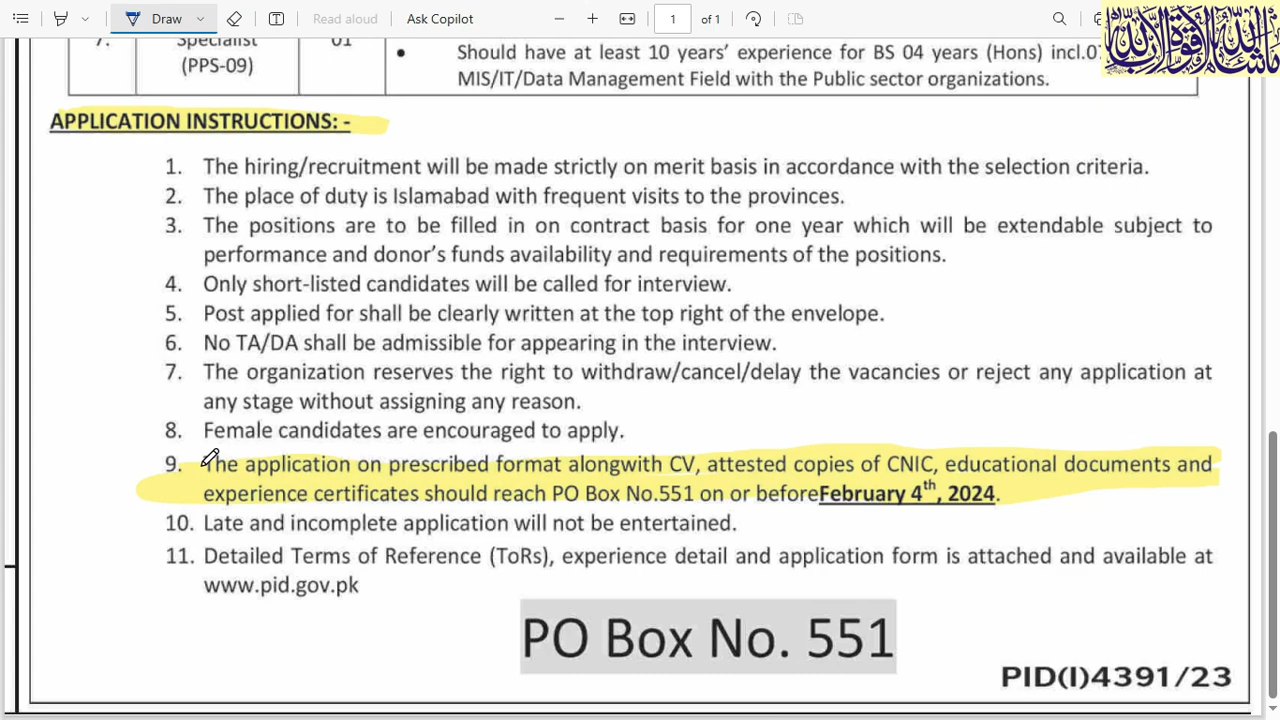 Draw
Read aloud
Ask Copilot
1 of 1
7.
Specialist
(PPS-09)
01
• Should have at least 10 years' experience for BS 04 years (Hons) incl.
MIS/IT/Data Management Field with the Public sector organizations.
ماشاءالله لاقوة الا بالله
APPLICATION INSTRUCTIONS: -
1. The hiring/recruitment will be made strictly on merit basis in accordance with the selection criteria.
2. The place of duty is Islamabad with frequent visits to the provinces.
3. The positions are to be filled in on contract basis for one year which will be extendable subject to
performance and donor's funds availability and requirements of the positions.
4. Only short-listed candidates will be called for interview.
5. Post applied for shall be clearly written at the top right of the envelope.
6. No TA/DA shall be admissible for appearing in the interview.
7. The organization reserves the right to withdraw/cancel/delay the vacancies or reject any application at
any stage without assigning any reason.
8. Female candidates are encouraged to apply.
9. The application on prescribed format alongwith CV, attested copies of CNIC, educational documents and
experience certificates should reach PO Box No.551 on or beforeFebruary 4th, 2024.
10. Late and incomplete application will not be entertained.
11. Detailed Terms of Reference (ToRs), experience detail and application form is attached and available at
www.pid.gov.pk
PO Box No. 551
PID(I)4391/23